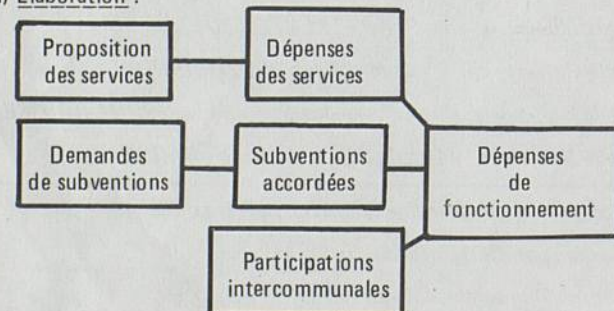 Élaboration :
Proposition
des services
Dépenses
des services
Demandes
de subventions
Subventions
accordées
Dépenses
de
fonctionnement
Participations
intercommunales